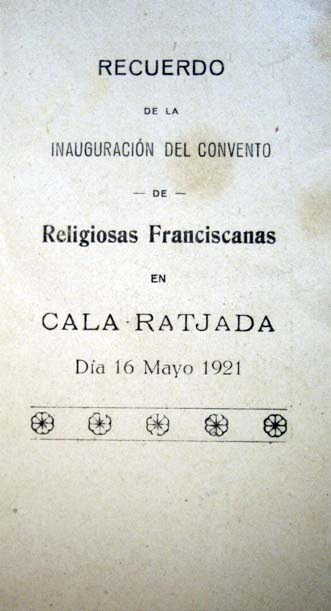 RECUERDO
DE LA
INAUGURACIÓN DEL CONVENTO
— DE —
Religiosas Franciscanas
EN
CALA-RATJADA
Día 16 Mayo 1921